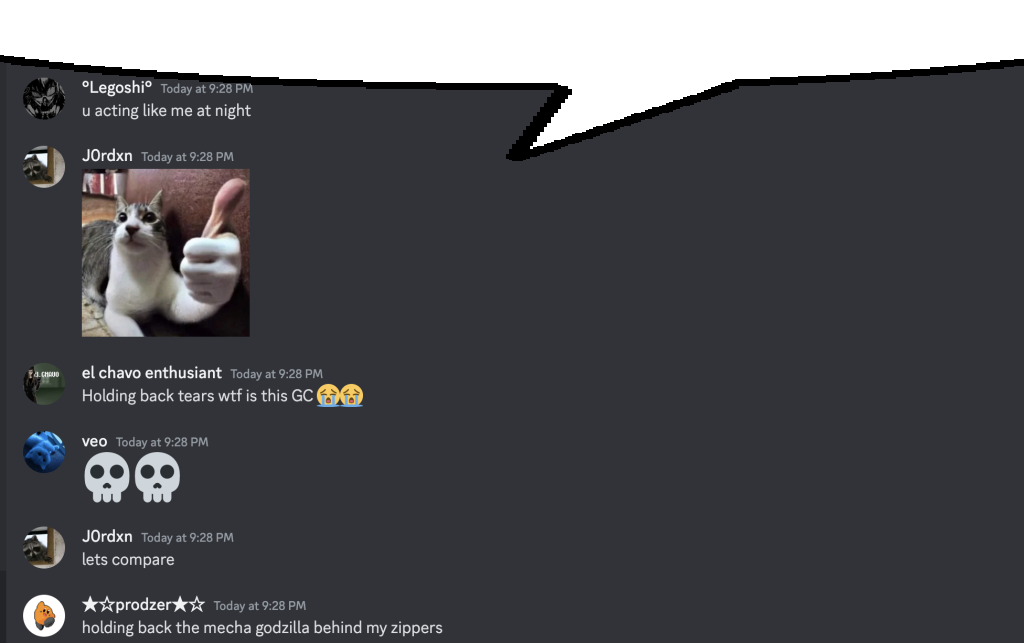 °Legoshi° Today at 9:28 PM
u acting like me at night
J0rdxn Today at 9:28 PM
el chavo enthusiant Today at 9:28 PM
Holding back tears wtf is this GC😭😭
veo Today at 9:28 PM
💀💀
J0rdxn Today at 9:28 PM
lets compare
★☆prodzer★☆ Today at 9:28 PM
holding back the mecha godzilla behind my zippers